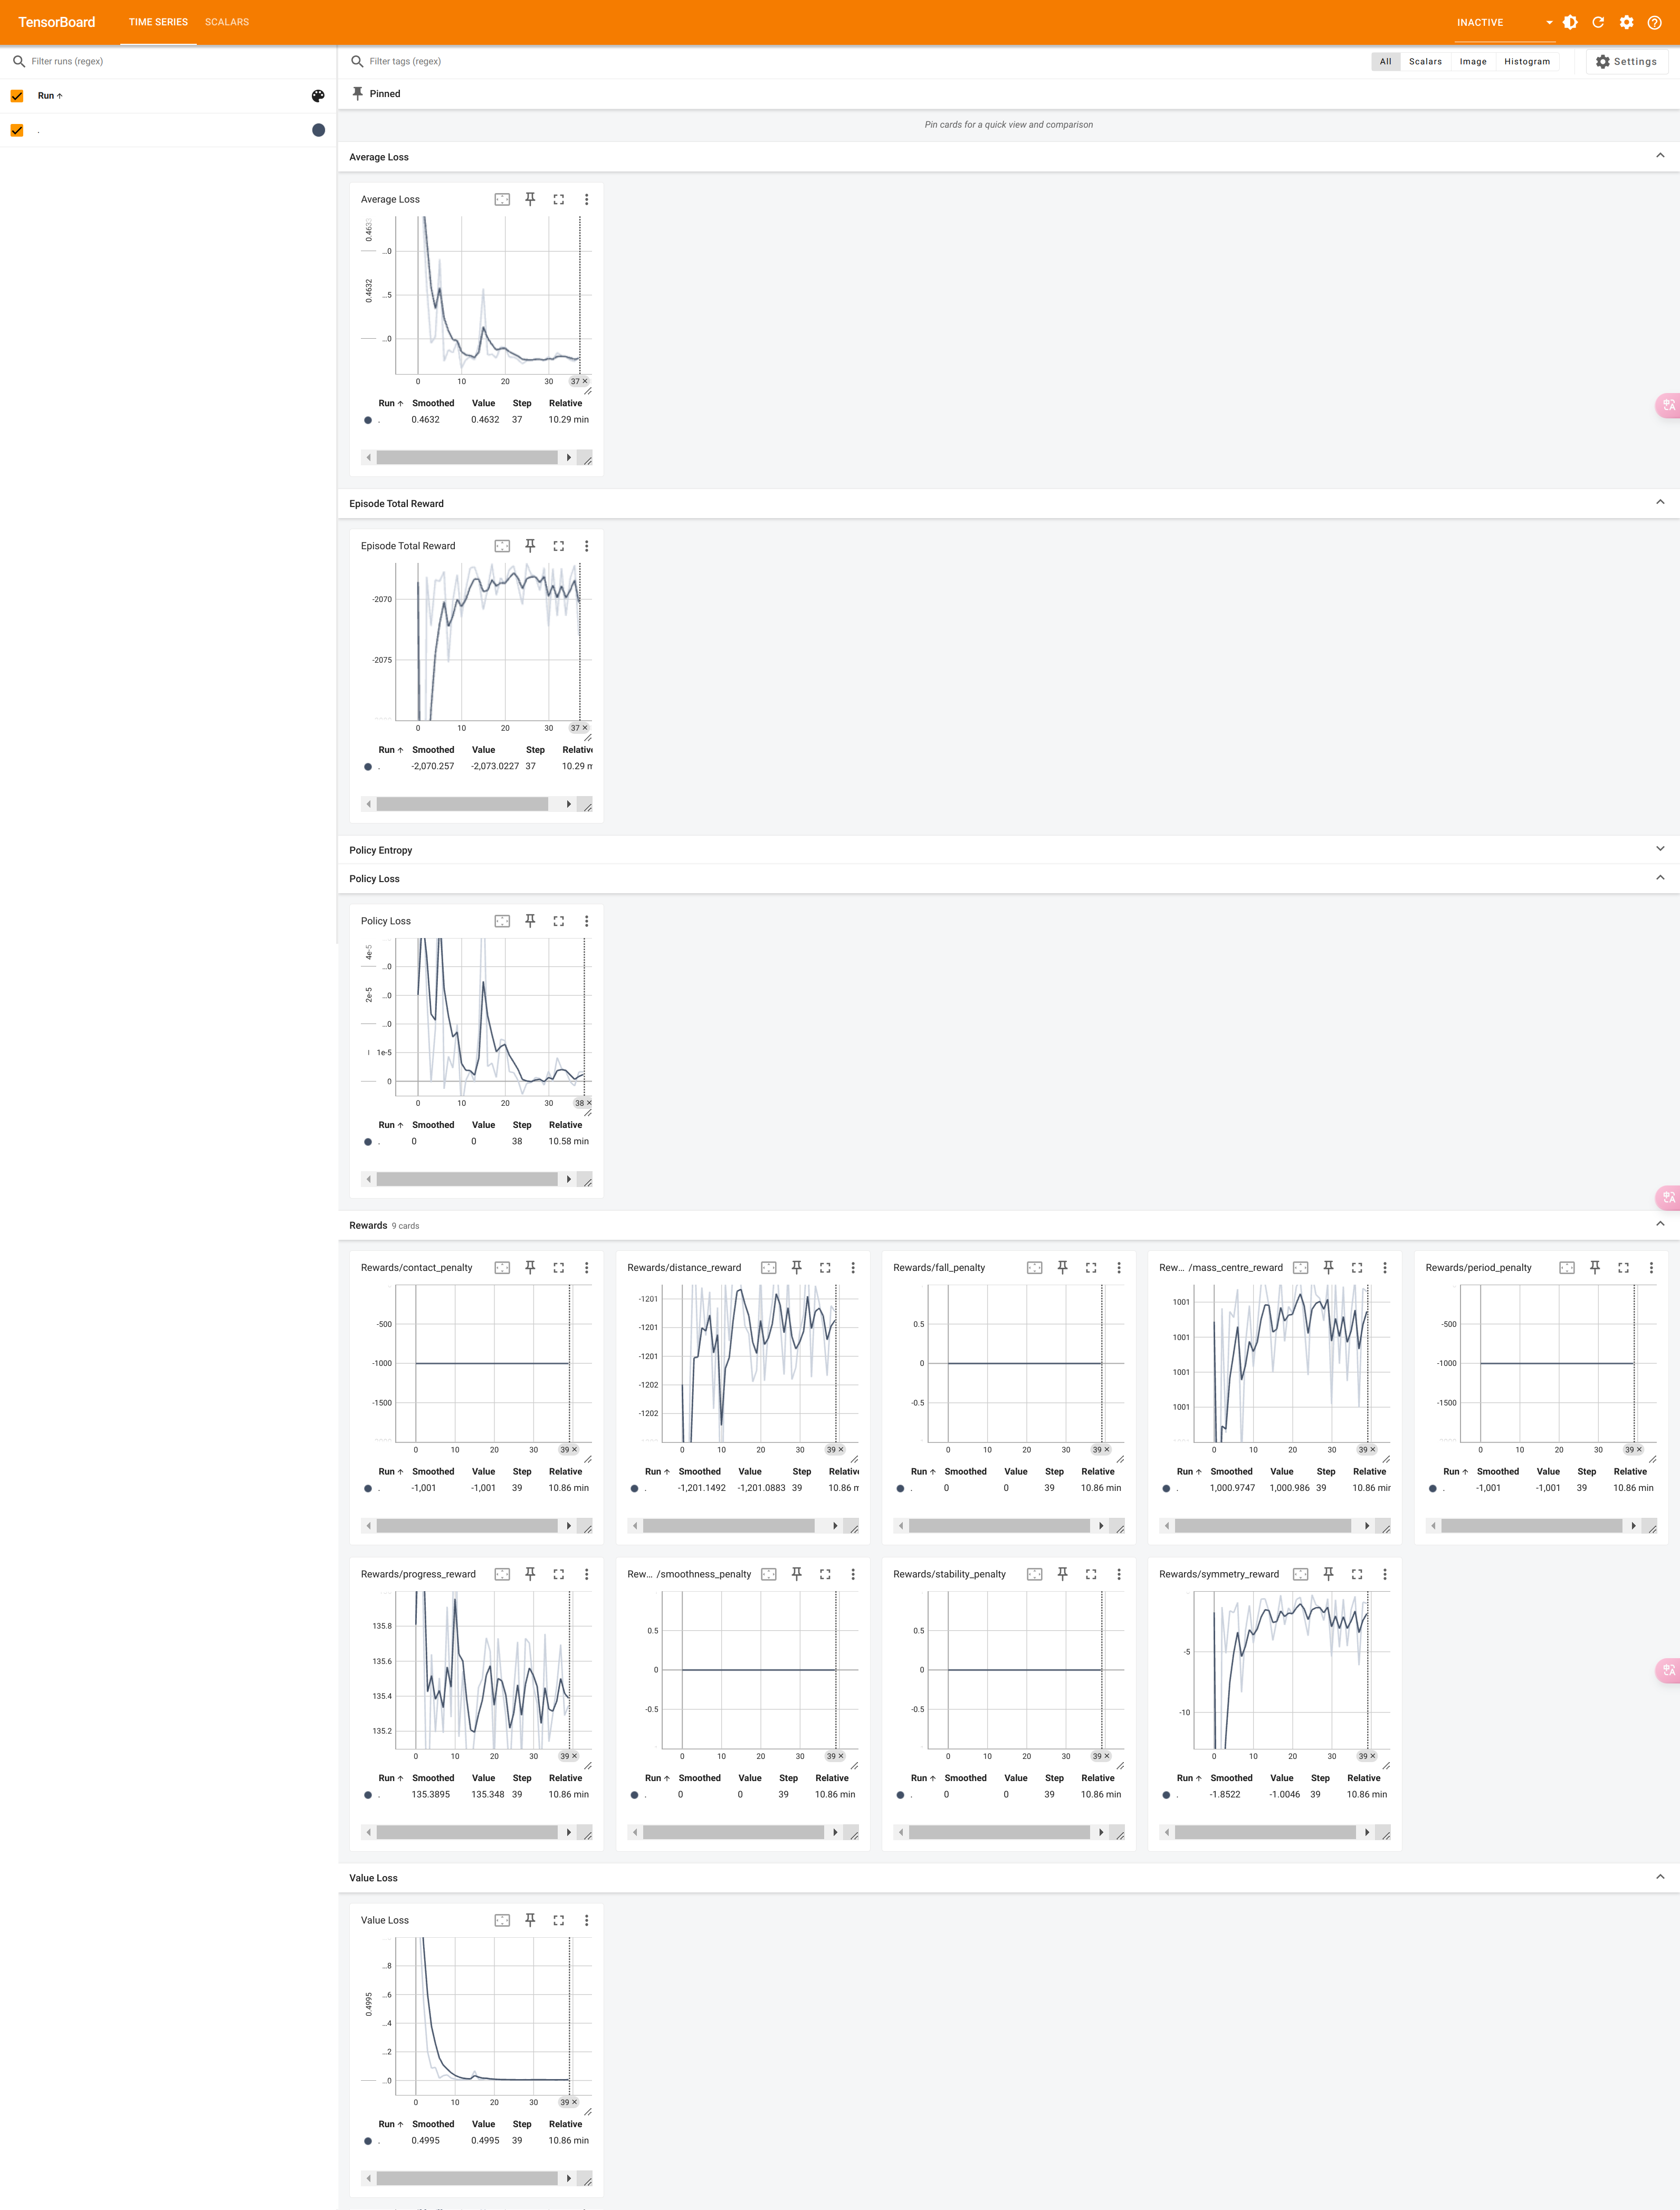 TensorBoard TIME SERIES SCALARS INACTIVE
Filter runs (regex)
Run
.
Filter tags (regex) All Scalars Image Histogram Settings
Pinned
Pin cards for a quick view and comparison
Average Loss
Average Loss
0.4632
...0
0.4632
...5
...0
0 10 20 30 37
Run Smoothed Value Step Relative
. 0.4632 0.4632 37 10.29 min
Episode Total Reward
Episode Total Reward
-2070
-2075
0 10 20 30 37
Run Smoothed Value Step Relative
. -2,070.257 -2,073.0227 37 10.29 m
Policy Entropy
Policy Loss
Policy Loss
4e-5
...0
2e-5
...0
...0
1e-5
0
0 10 20 30 38
Run Smoothed Value Step Relative
. 0 0 38 10.58 min
Rewards 9 cards
Rewards/contact_penalty
-500
-1000
-1500
0 10 20 30 39
Run Smoothed Value Step Relative
. -1,001 -1,001 39 10.86 min
Rewards/distance_reward
-1201
-1201
-1201
-1202
-1202
0 10 20 30 39
Run Smoothed Value Step Relative
. -1,201.1492 -1,201.0883 39 10.86 m
Rewards/fall_penalty
0.5
0
-0.5
0 10 20 30 39
Run Smoothed Value Step Relative
. 0 0 39 10.86 min
Rew... /mass_centre_reward
1001
1001
1001
1001
0 10 20 30 39
Run Smoothed Value Step Relative
. 1,000.9747 1,000.986 39 10.86 mir
Rewards/period_penalty
-500
-1000
-1500
0 10 20 30 39
Run Smoothed Value Step Relative
. -1,001 -1,001 39 10.86 min
Rewards/progress_reward
135.8
135.6
135.4
135.2
0 10 20 30 39
Run Smoothed Value Step Relative
. 135.3895 135.348 39 10.86 min
Rew... /smoothness_penalty
0.5
0
-0.5
0 10 20 30 39
Run Smoothed Value Step Relative
. 0 0 39 10.86 min
Rewards/stability_penalty
0.5
0
-0.5
0 10 20 30 39
Run Smoothed Value Step Relative
. 0 0 39 10.86 min
Rewards/symmetry_reward
-5
-10
0 10 20 30 39
Run Smoothed Value Step Relative
. -1.8522 -1.0046 39 10.86 min
Value Loss
Value Loss
...8
0.4995
...6
...4
...2
...0
0 10 20 30 39
Run Smoothed Value Step Relative
. 0.4995 0.4995 39 10.86 min